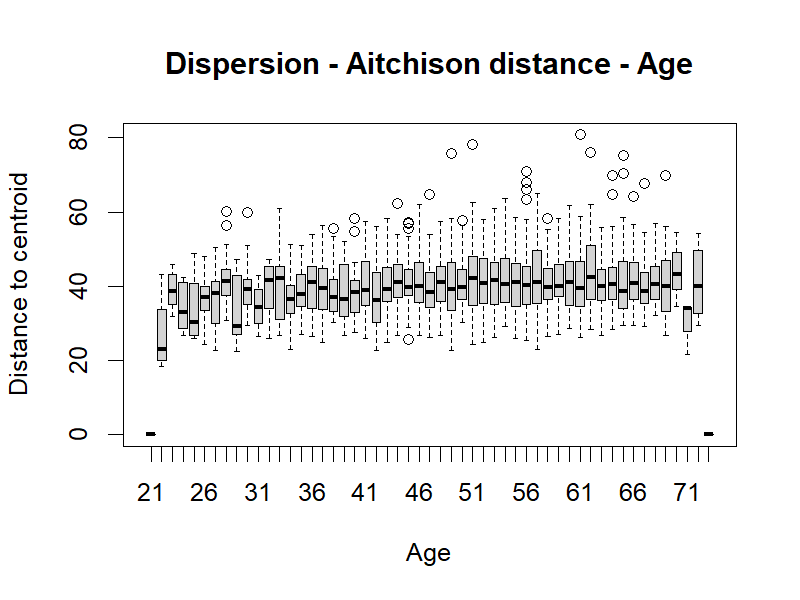 Dispersion - Aitchison distance - Age
Distance to centroid
80
60
40
20
0
21 26 31 36 41 46 51 56 61 66 71
Age